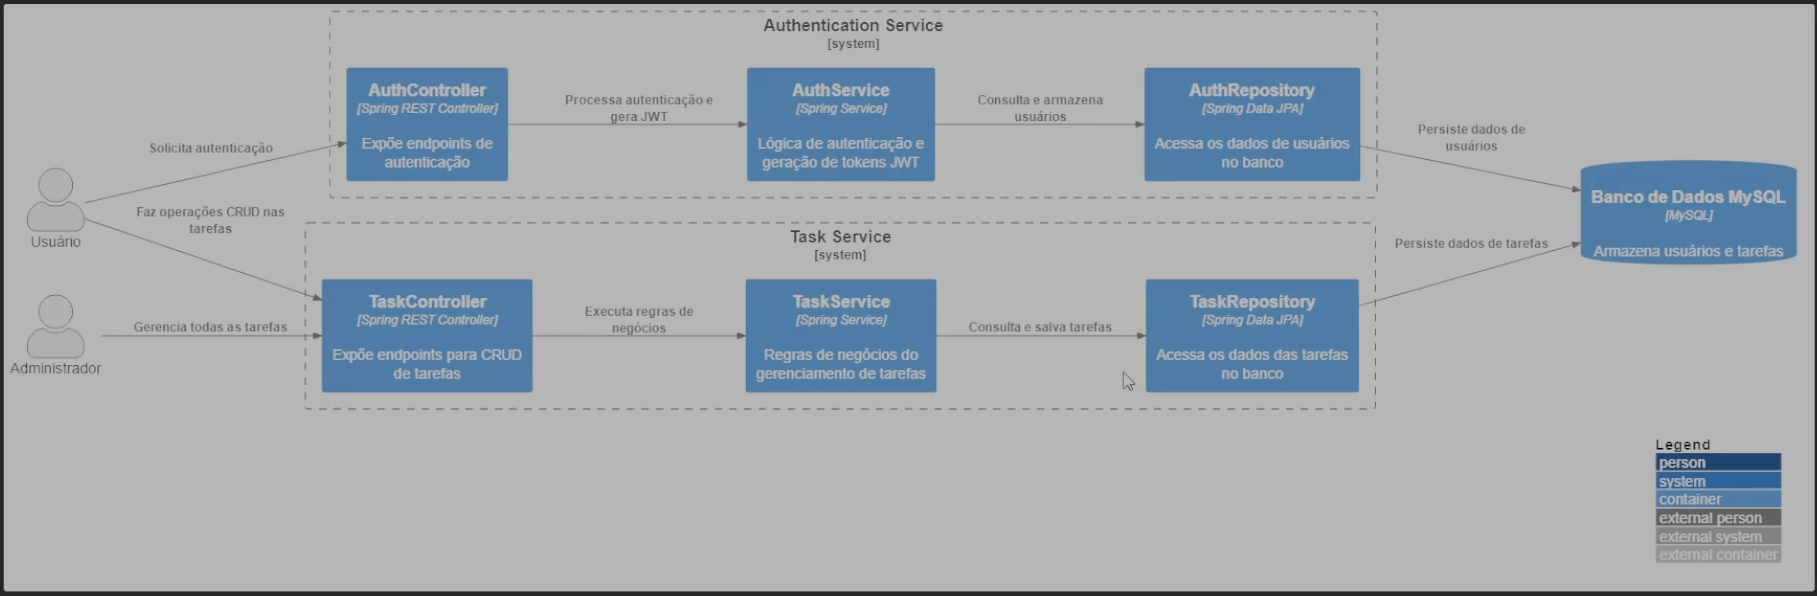 Authentication Service
[system]
AuthController
[Spring REST Controller]
Expõe endpoints de
autenticação
Processa autenticação e
gera JWT
AuthService
[Spring Service]
Lógica de autenticação e
geração de tokens JWT
Consulta e armazena
usuários
AuthRepository
[Spring Data JPA]
Acessa os dados de usuários
no banco
Persiste dados de
usuários
Solicita autenticação
Usuário
Faz operações CRUD nas
tarefas
Banco de Dados MySQL
[MySQL]
Armazena usuários e tarefas
Task Service
[system]
Persiste dados de tarefas
Administrador
Gerencia todas as tarefas
TaskController
[Spring REST Controller]
Expõe endpoints para CRUD
de tarefas
Executa regras de
negócios
TaskService
[Spring Service]
Regras de negócios do
gerenciamento de tarefas
Consulta e salva tarefas
TaskRepository
[Spring Data JPA]
Acessa os dados das tarefas
no banco
Legend
person
system
container
external person
external system
external container